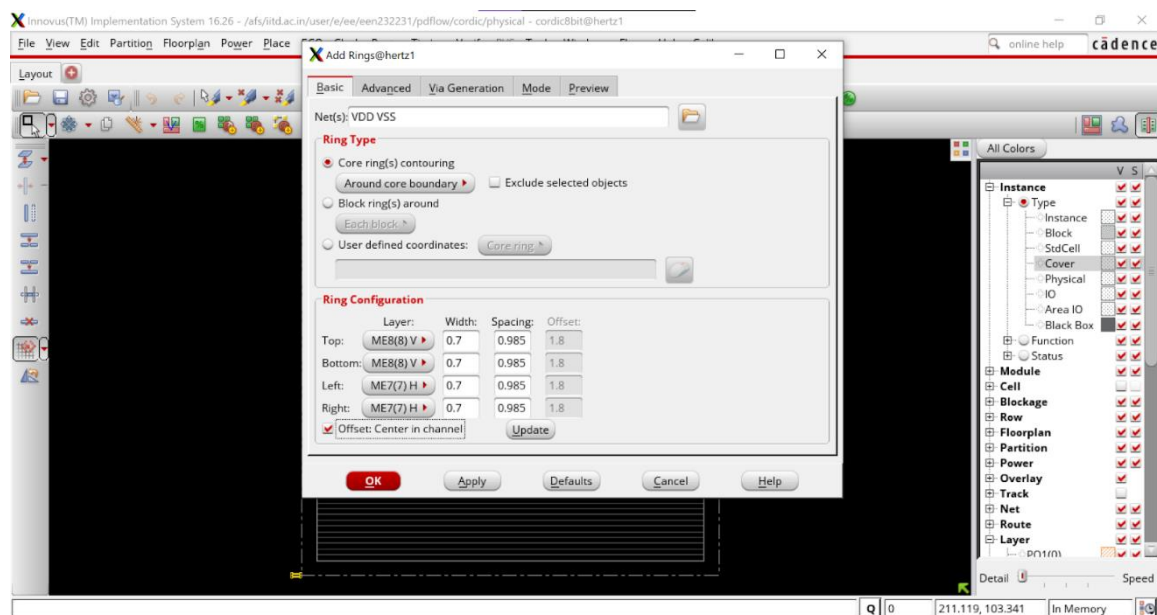 Innovus(TM) Implementation System 16.26 - /afs/iitd.ac.in/user/e/ee/een232231/pdflow/cordic/physical - cordic8bit@hertz1
File View Edit Partition Floorplan Power Place
online help cādence
Layout
Add Rings@hertz1
Basic Advanced Via Generation Mode Preview
Net(s): VDD VSS
Ring Type
Core ring(s) contouring
Around core boundary Exclude selected objects
Block ring(s) around
Each block
User defined coordinates: Core ring
Ring Configuration
Layer: Width: Spacing: Offset:
Top: ME8(8) V 0.7 0.985 1.8
Bottom: ME8(8) V 0.7 0.985 1.8
Left: ME7(7) H 0.7 0.985 1.8
Right: ME7(7) H 0.7 0.985 1.8
Offset: Center in channel Update
OK Apply Defaults Cancel Help
All Colors
V S
Instance
Type
Instance
Block
StdCell
Cover
Physical
IO
Area IO
Black Box
Function
Status
Module
Cell
Blockage
Row
Floorplan
Partition
Power
Overlay
Track
Net
Route
Layer
PO1(0)
Detail Speed
Q 0 211.119, 103.341 In Memory